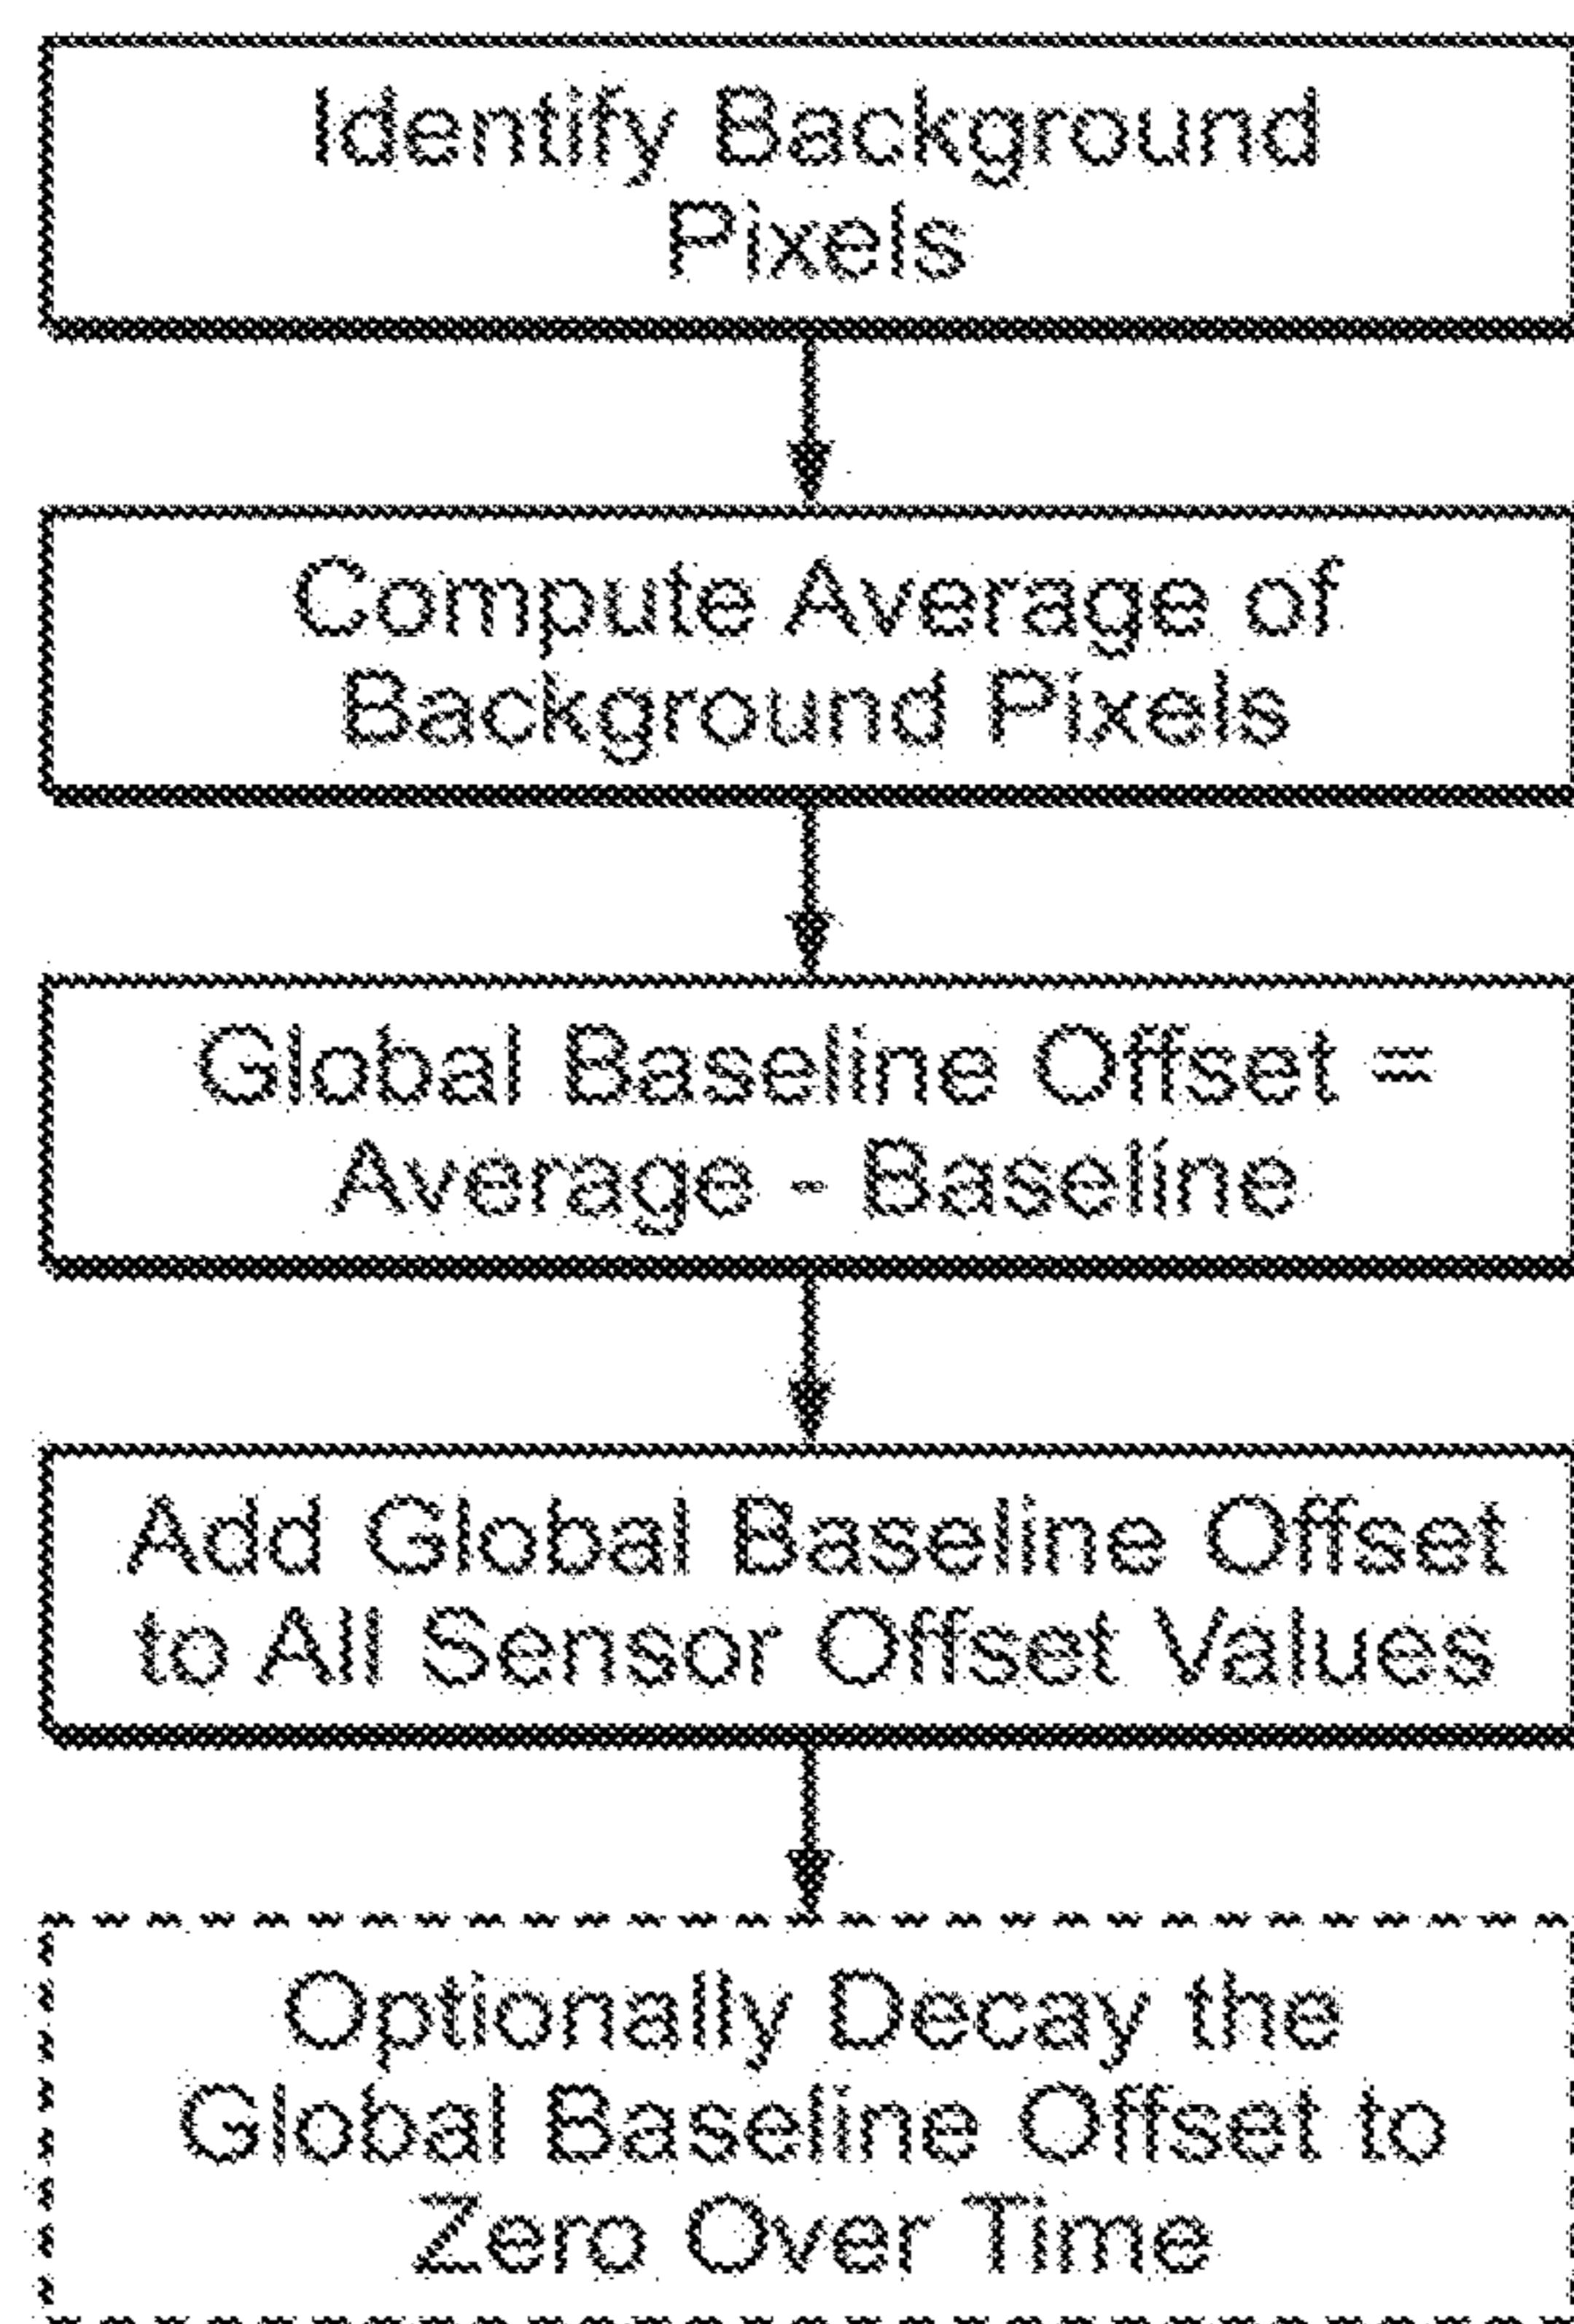 Identify Background
Pixels
Compute Average of
Background Pixels
Global Baseline Offset =
Average - Baseline
Add Global Baseline Offset
to All Sensor Offset Values
Optionally Decay the
Global Baseline Offset to
Zero Over Time